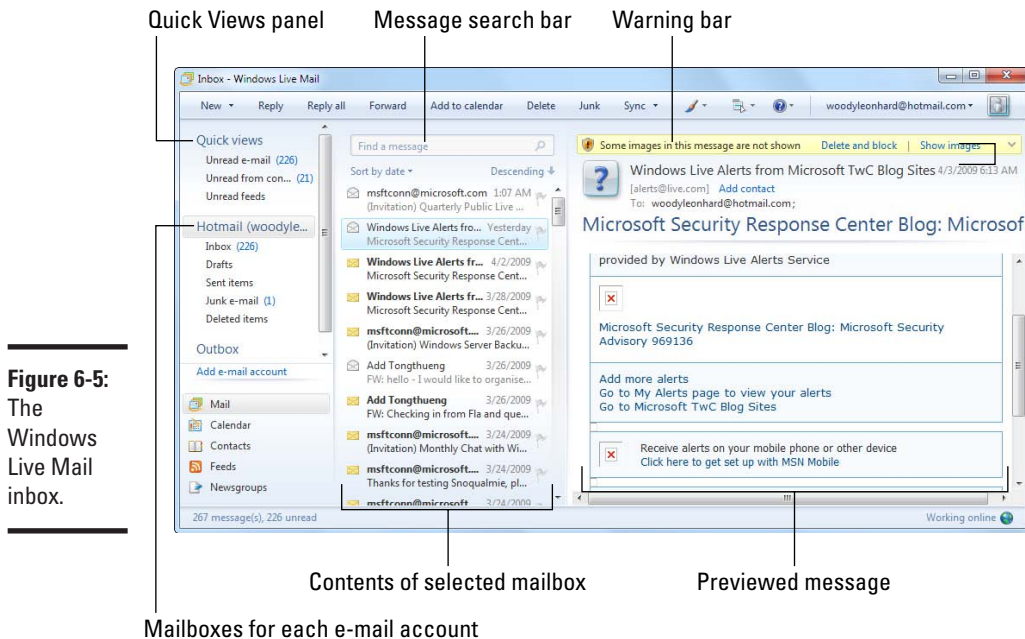 Quick Views panel
Message search bar
Warning bar
Inbox - Windows Live Mail
New Reply Reply all Forward Add to calendar Delete Junk Sync woodyleonhard@hotmail.com
Quick views
Unread e-mail (226)
Unread from con... (21)
Unread feeds
Hotmail (woodyle...
Inbox (226)
Drafts
Sent items
Junk e-mail (1)
Deleted items
Outbox
Add e-mail account
Mail
Calendar
Contacts
Feeds
Newsgroups
Find a message
Sort by date Descending
msftconn@microsoft.com 1:07 AM
(Invitation) Quarterly Public Live ...
Windows Live Alerts fro... Yesterday
Microsoft Security Response Cent...
Windows Live Alerts fr... 4/2/2009
Microsoft Security Response Cent...
Windows Live Alerts fr... 3/28/2009
Microsoft Security Response Cent...
msftconn@microsoft.... 3/26/2009
(Invitation) Windows Server Backu...
Add Tongthueng 3/26/2009
FW: hello - I would like to organise...
Add Tongthueng 3/26/2009
FW: Checking in from Fla and que...
msftconn@microsoft.... 3/24/2009
(Invitation) Monthly Chat with Wi...
msftconn@microsoft.... 3/24/2009
Thanks for testing Snoqualmie, pl...
msftconn@microsoft 3/24/2009
Some images in this message are not shown Delete and block | Show images
Windows Live Alerts from Microsoft TwC Blog Sites 4/3/2009 6:13 AM
[alerts@live.com] Add contact
To: woodyleonhard@hotmail.com;
Microsoft Security Response Center Blog: Microsof
provided by Windows Live Alerts Service
Microsoft Security Response Center Blog: Microsoft Security
Advisory 969136
Add more alerts
Go to My Alerts page to view your alerts
Go to Microsoft TwC Blog Sites
Receive alerts on your mobile phone or other device
Click here to get set up with MSN Mobile
267 message(s), 226 unread
Working online
Figure 6-5:
The
Windows
Live Mail
inbox.
Contents of selected mailbox
Previewed message
Mailboxes for each e-mail account